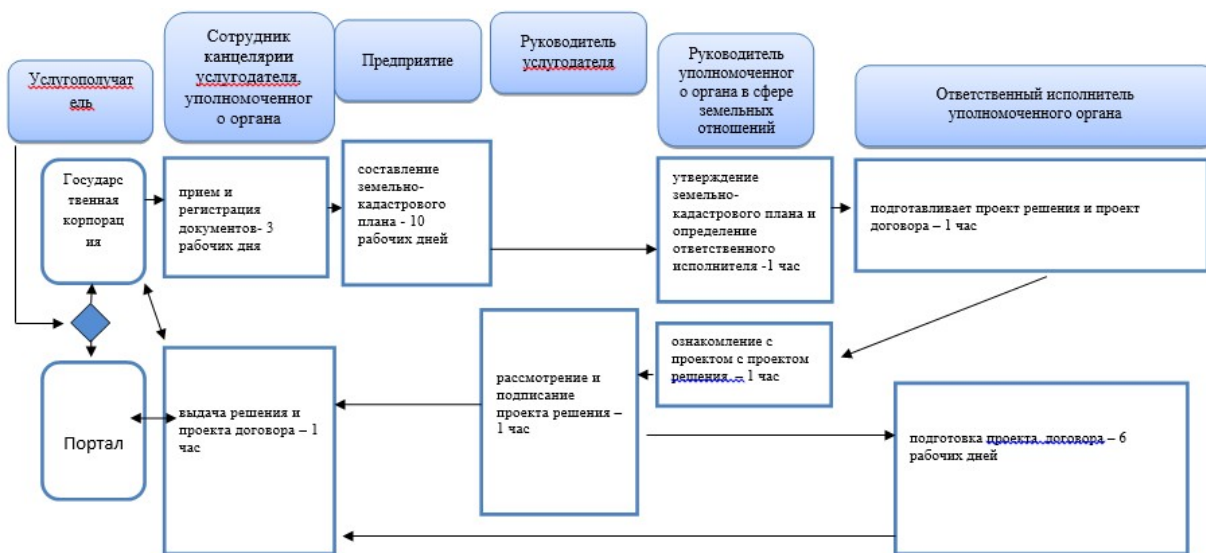 Услугополучат
ель
Сотрудник
канцелярии
услугодателя,
уполномоченног
о органа
Предприятие
Руководитель
услугодателя
Руководитель
уполномоченног
о органа в сфере
земельных
отношений
Ответственный исполнитель
уполномоченного органа
Государс
твенная
корпорац
ия
прием и
регистрация
документов- 3
рабочих дня
составление
земельно-
кадастрового
плана - 10
рабочих дней
утверждение
земельно-
кадастрового плана и
определение
ответственного
исполнителя -1 час
подготавливает проект решения и проект
договора – 1 час
ознакомление с
проектом с проектом
решения – 1 час
рассмотрение и
подписание
проекта решения –
1 час
Портал
выдача решения и
проекта договора – 1
час
подготовка проекта договора – 6
рабочих дней